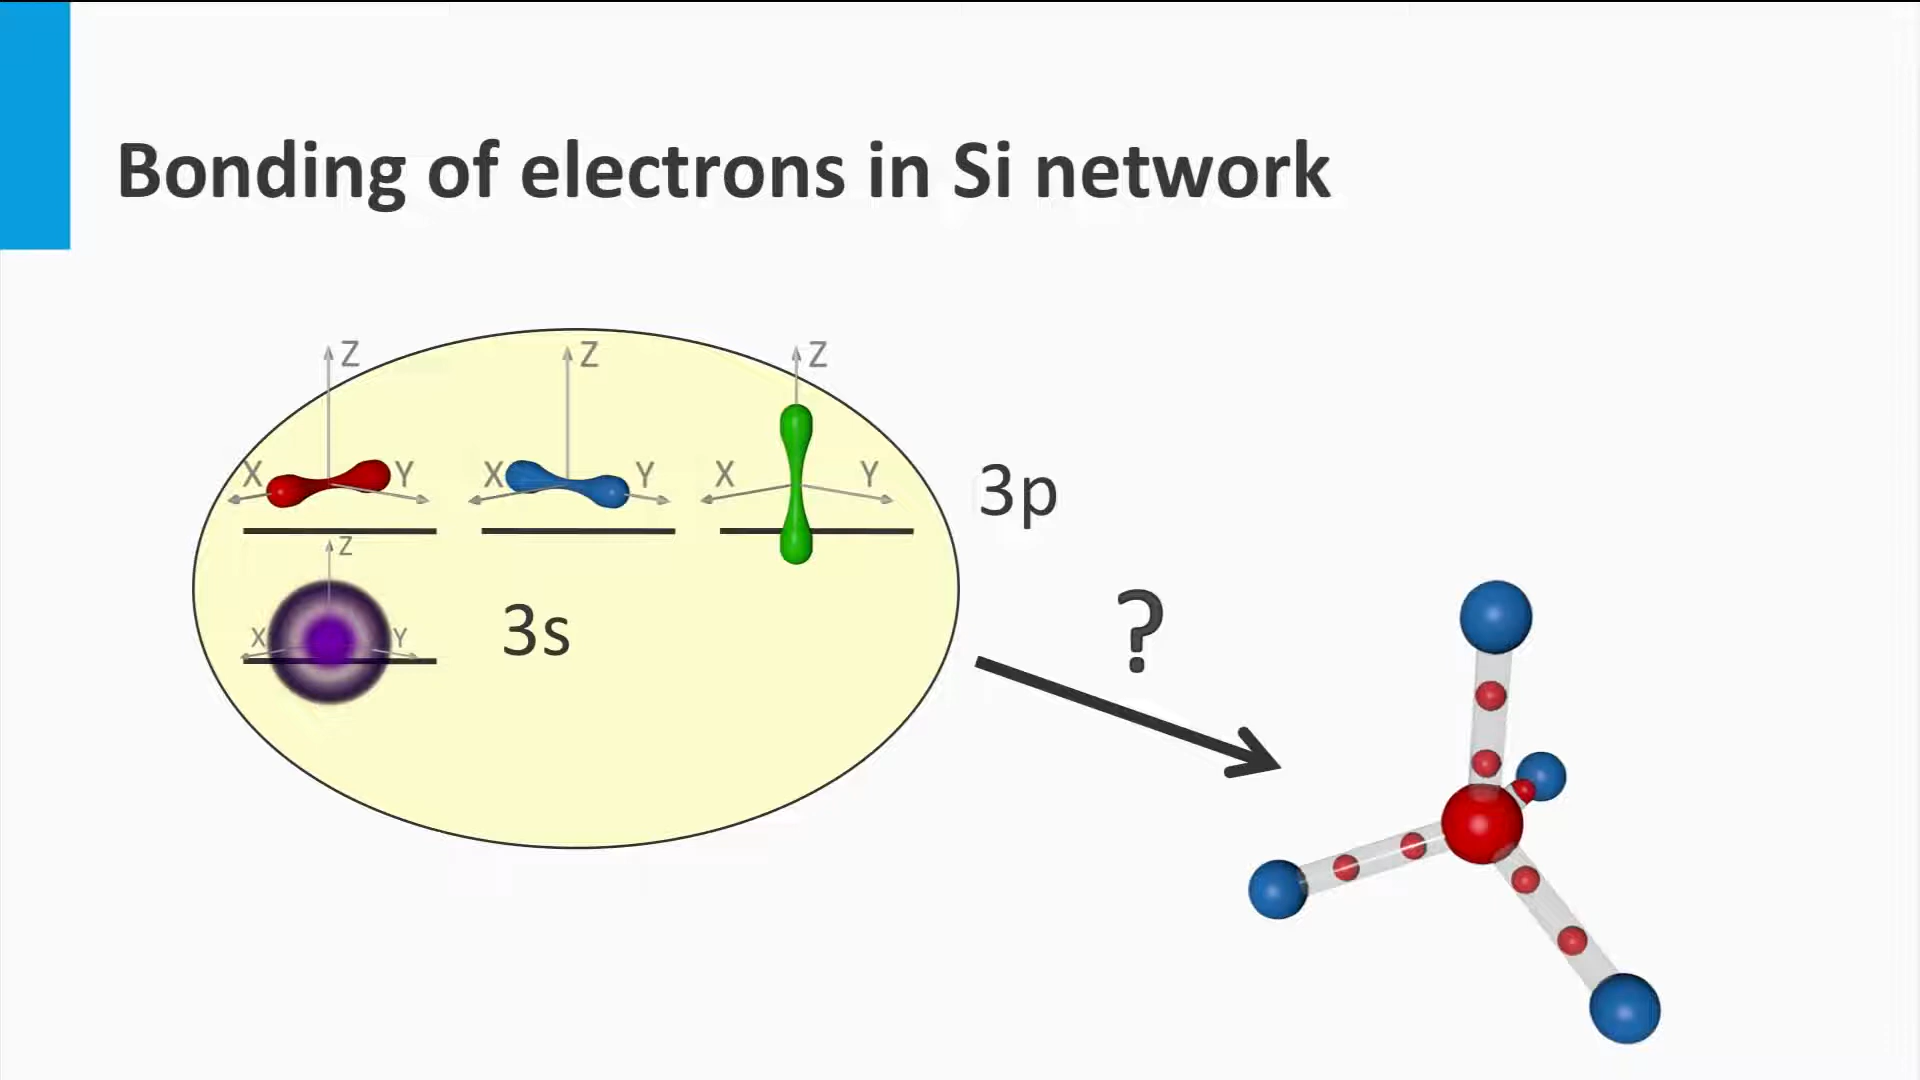 Bonding of electrons in Si network
Z Z Z
X Y X Y X Y
3p
Z
X Y
3s
?